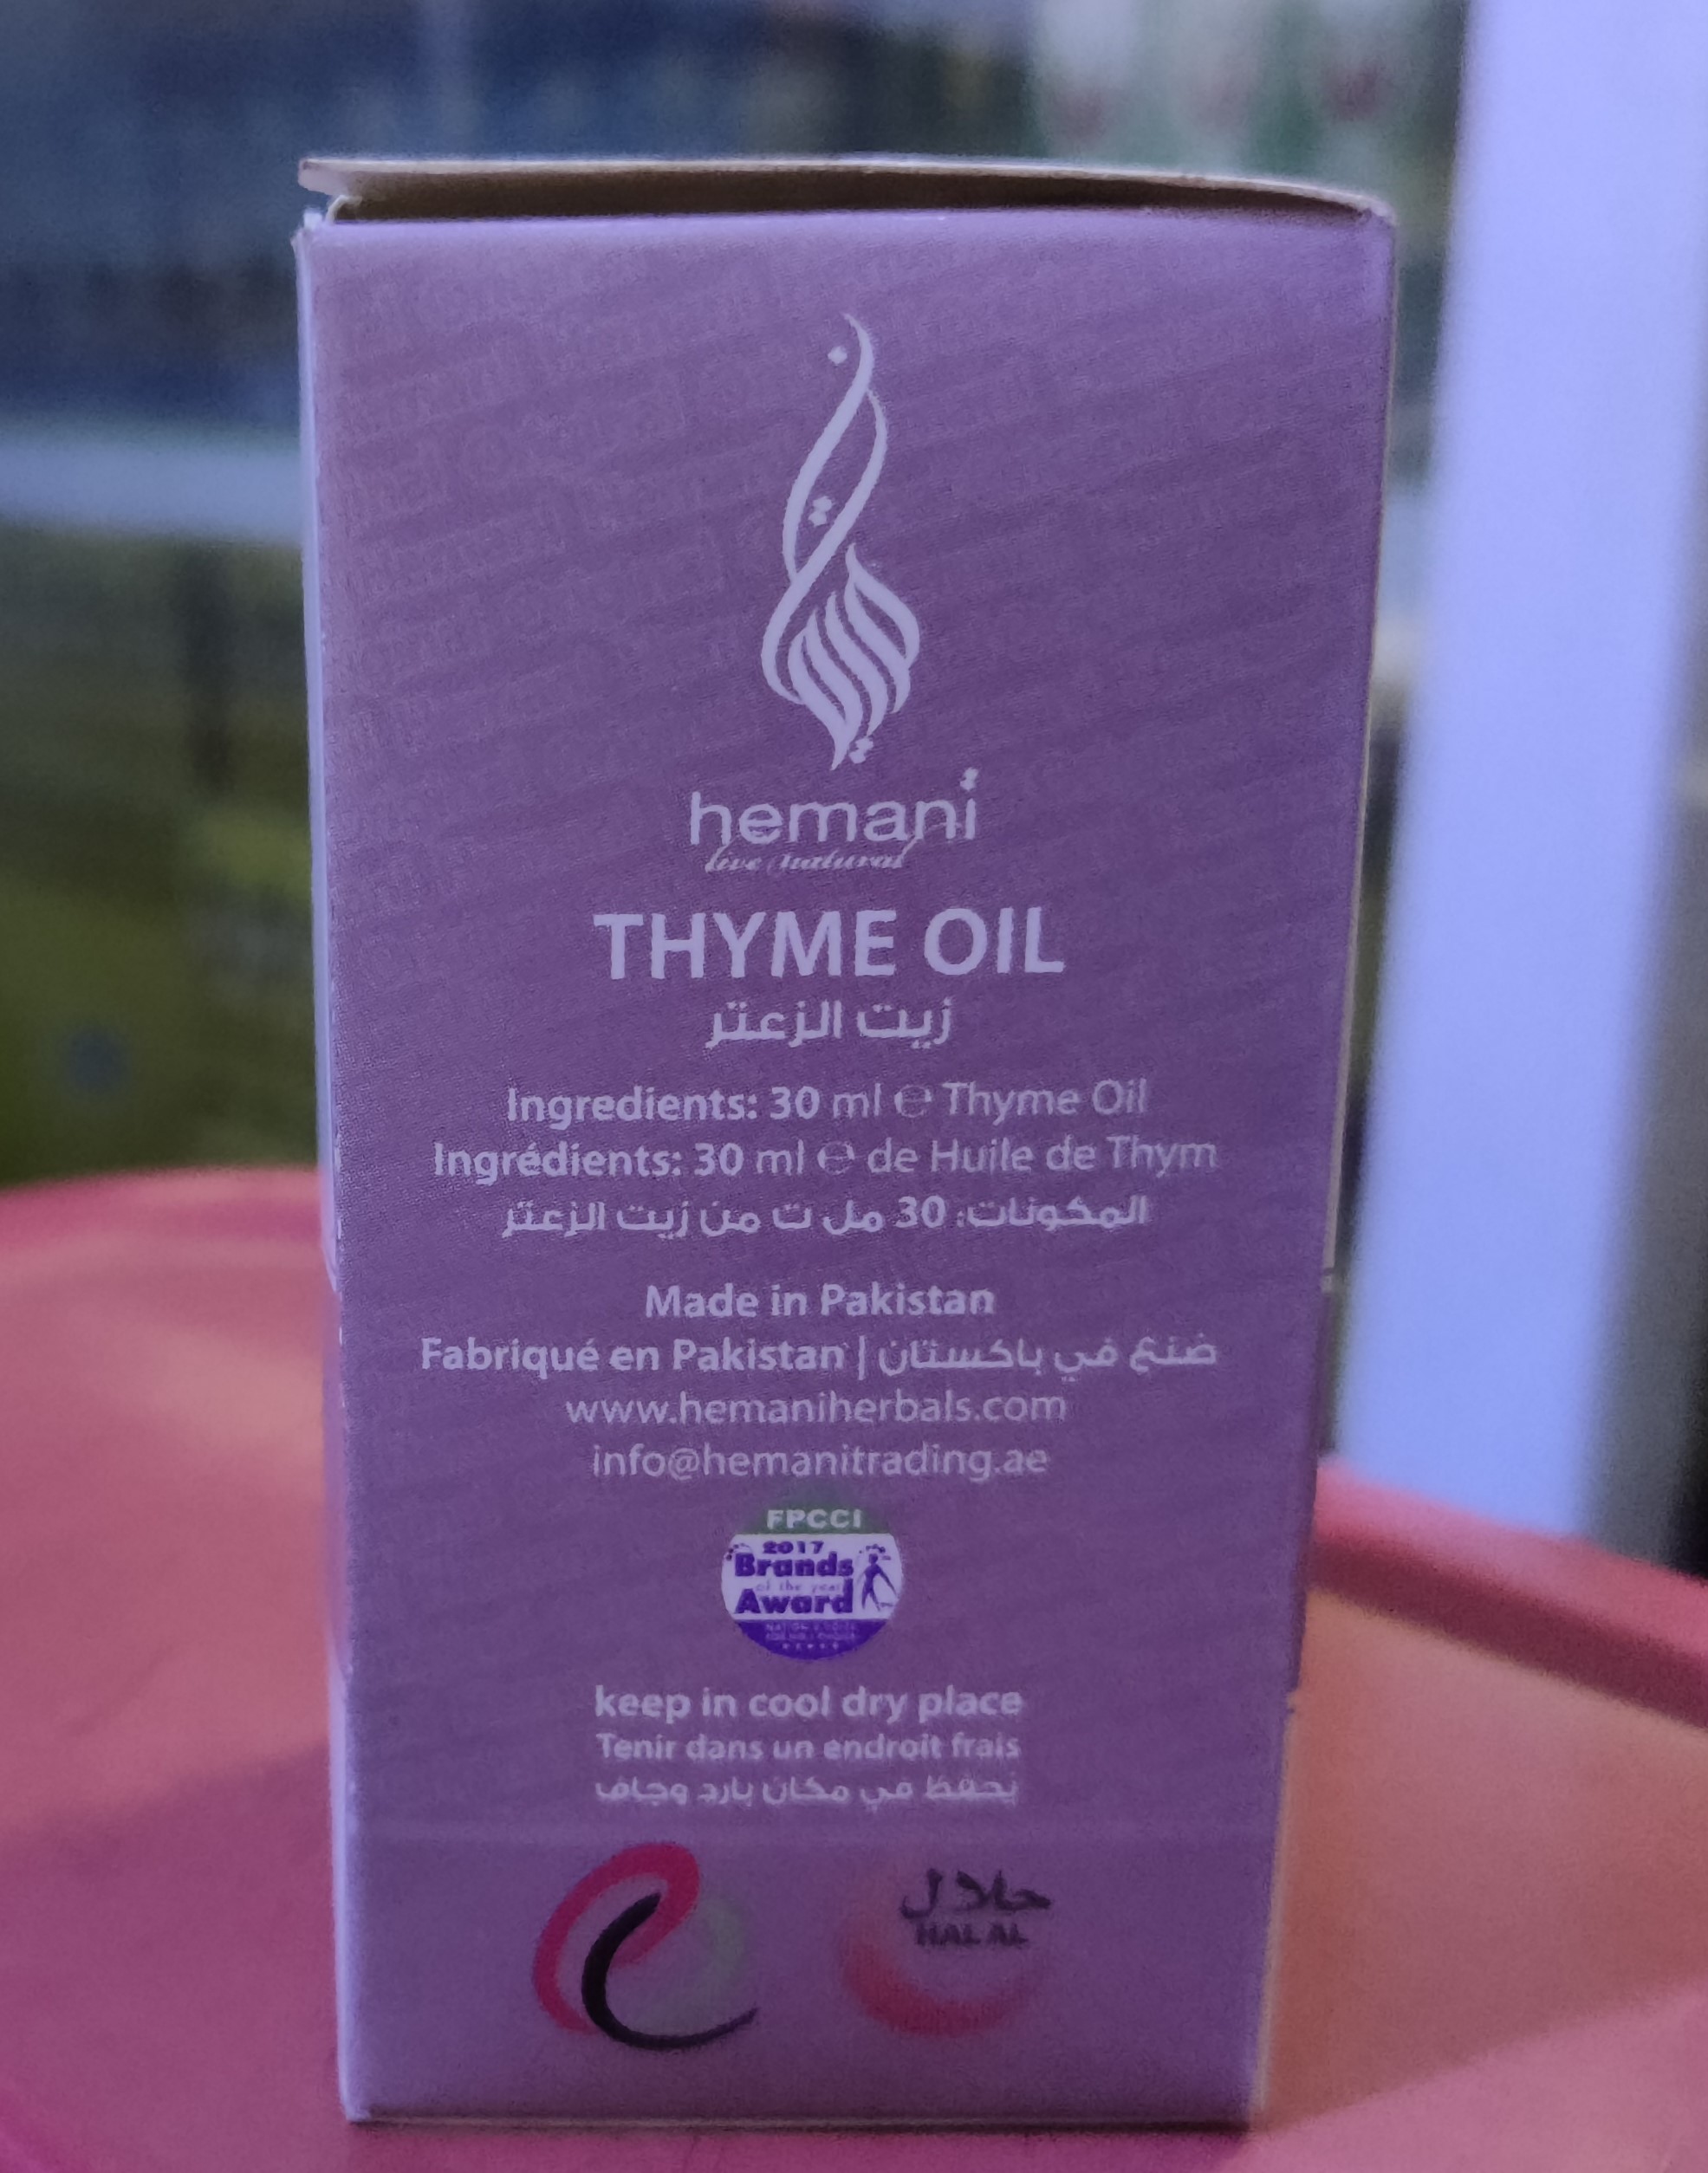 hemani
live natural
THYME OIL
زيت الزعتر
Ingredients: 30 ml ℮ Thyme Oil
Ingrédients: 30 ml ℮ de Huile de Thym
المكونات: 30 مل ت من زيت الزعتر
Made in Pakistan
Fabriqué en Pakistan | صنع في باكستان
www.hemaniherbals.com
info@hemanitrading.ae
FPCCI
2017
Brands
of the year
Award
keep in cool dry place
Tenir dans un endroit frais
يحفظ في مكان بارد وجاف
حلال
HALAL